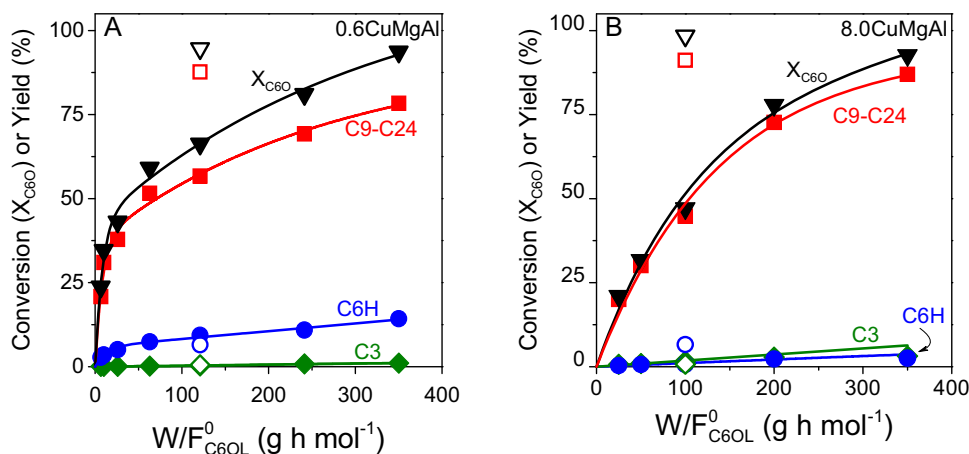 A
0.6CuMgAl
Conversion (X_C6O) or Yield (%)
100
75
50
25
0
X_C6O
C9-C24
C6H
C3
0 100 200 300 400
W/F⁰_C6OL (g h mol⁻¹)
B
8.0CuMgAl
Conversion (X_C6O) or Yield (%)
100
75
50
25
0
X_C6O
C9-C24
C6H
C3
0 100 200 300 400
W/F⁰_C6OL (g h mol⁻¹)